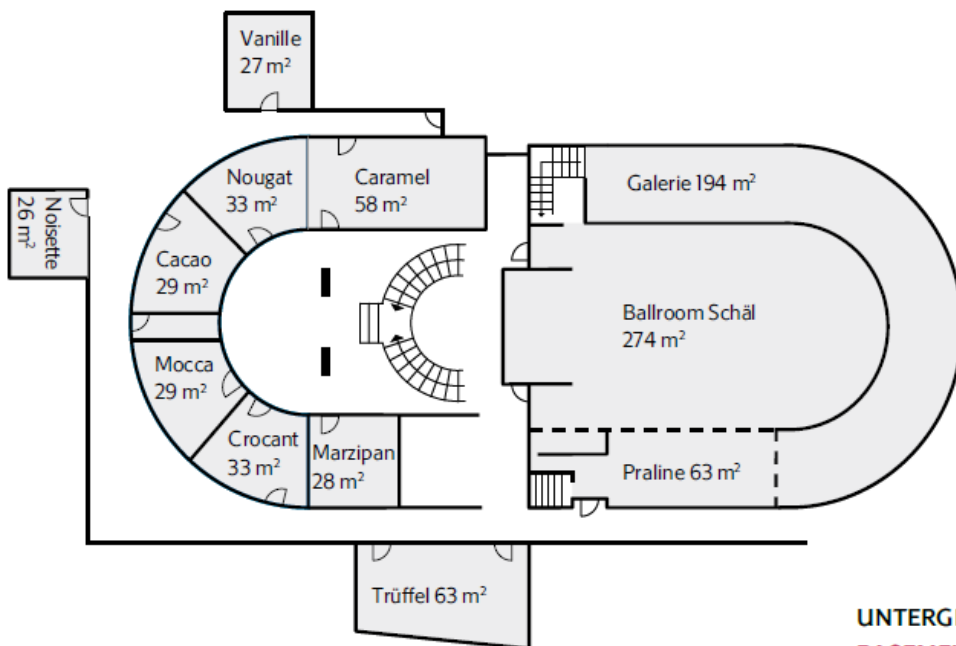 Vanille
27 m²
Nougat
33 m²
Caramel
58 m²
Galerie 194 m²
Noisette
26 m²
Cacao
29 m²
Ballroom Schäl
274 m²
Mocca
29 m²
Crocant
33 m²
Marzipan
28 m²
Praline 63 m²
Trüffel 63 m²
UNTERG